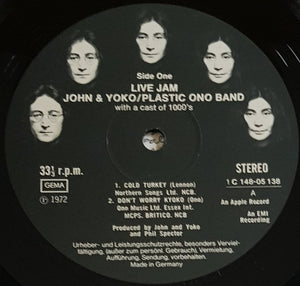 Side One
LIVE JAM
JOHN & YOKO/PLASTIC ONO BAND
with a cast of 1000's
33⅓ r.p.m.
STEREO
GEMA
1 C 148-05 138
℗ 1972
A
1. COLD TURKEY (Lennon)
Northern Songs Ltd. NCB.
2. DON'T WORRY KYOKO (Ono)
Ono Music Ltd. Essex Int.
MCPS. BRITICO. NCB
An Apple Record
An EMI
Recording
Produced by John and Yoko
and Phil Spector
Urheber- und Leistungsschutzrechte, besonders Verviel-
fältigung, (außer zum pers. Gebrauch), Vermietung,
Aufführung, Sendung, vorbehalten.
Made in Germany